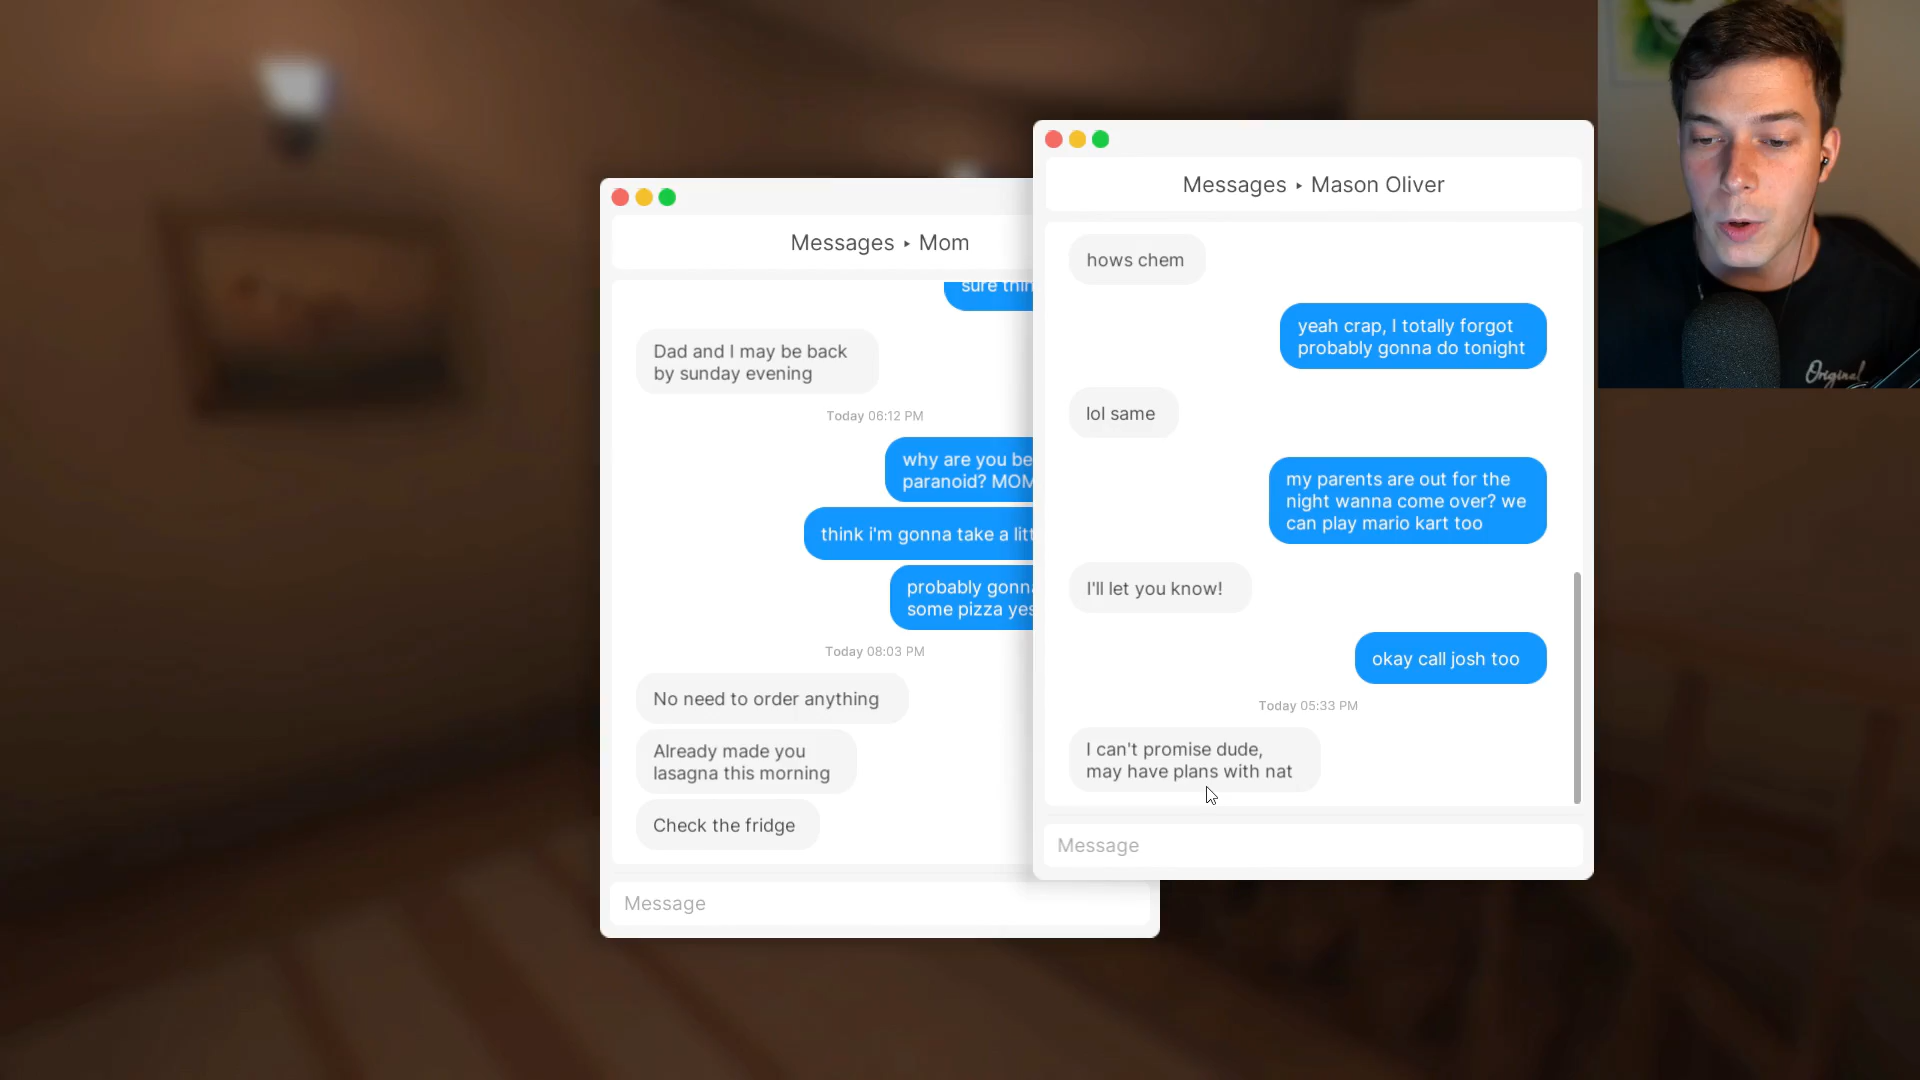 Messages ▸ Mom
sure
Dad and I may be back
by sunday evening
Today 06:12 PM
why are you
paranoid?
think i'm gonna take a
probably
some pizza
Today 08:03 PM
No need to order anything
Already made you
lasagna this morning
Check the fridge
Message
Messages ▸ Mason Oliver
hows chem
yeah crap, I totally forgot
probably gonna do tonight
lol same
my parents are out for the
night wanna come over? we
can play mario kart too
I'll let you know!
okay call josh too
Today 05:33 PM
I can't promise dude,
may have plans with nat
Message
Original